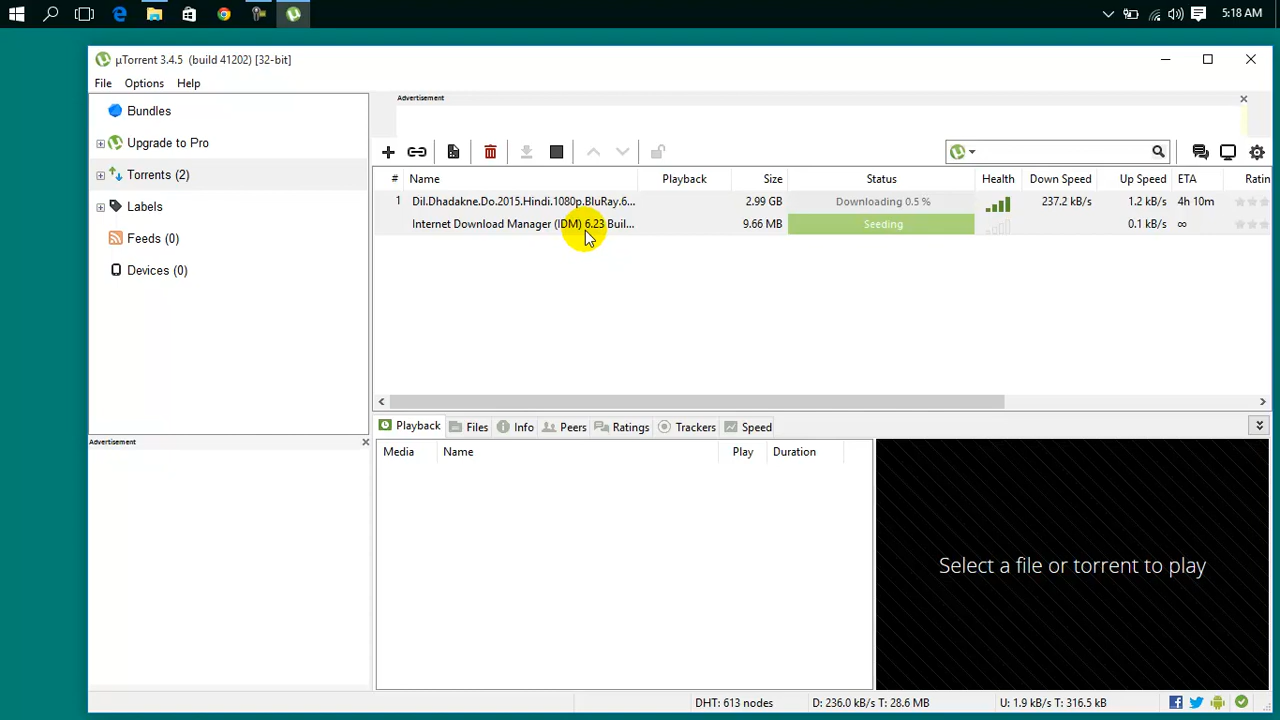 5:18 AM
µTorrent 3.4.5 (build 41202) [32-bit]
File Options Help
Bundles
Upgrade to Pro
Torrents (2)
Labels
Feeds (0)
Devices (0)
Advertisement
# Name Playback Size Status Health Down Speed Up Speed ETA Ratin
1 Dil.Dhadakne.Do.2015.Hindi.1080p.BluRay.6... 2.99 GB Downloading 0.5 % 237.2 kB/s 1.2 kB/s 4h 10m
Internet Download Manager (IDM) 6.23 Buil... 9.66 MB Seeding 0.1 kB/s ∞
Playback Files Info Peers Ratings Trackers Speed
Advertisement
Media Name Play Duration
Select a file or torrent to play
DHT: 613 nodes D: 236.0 kB/s T: 28.6 MB U: 1.9 kB/s T: 316.5 kB